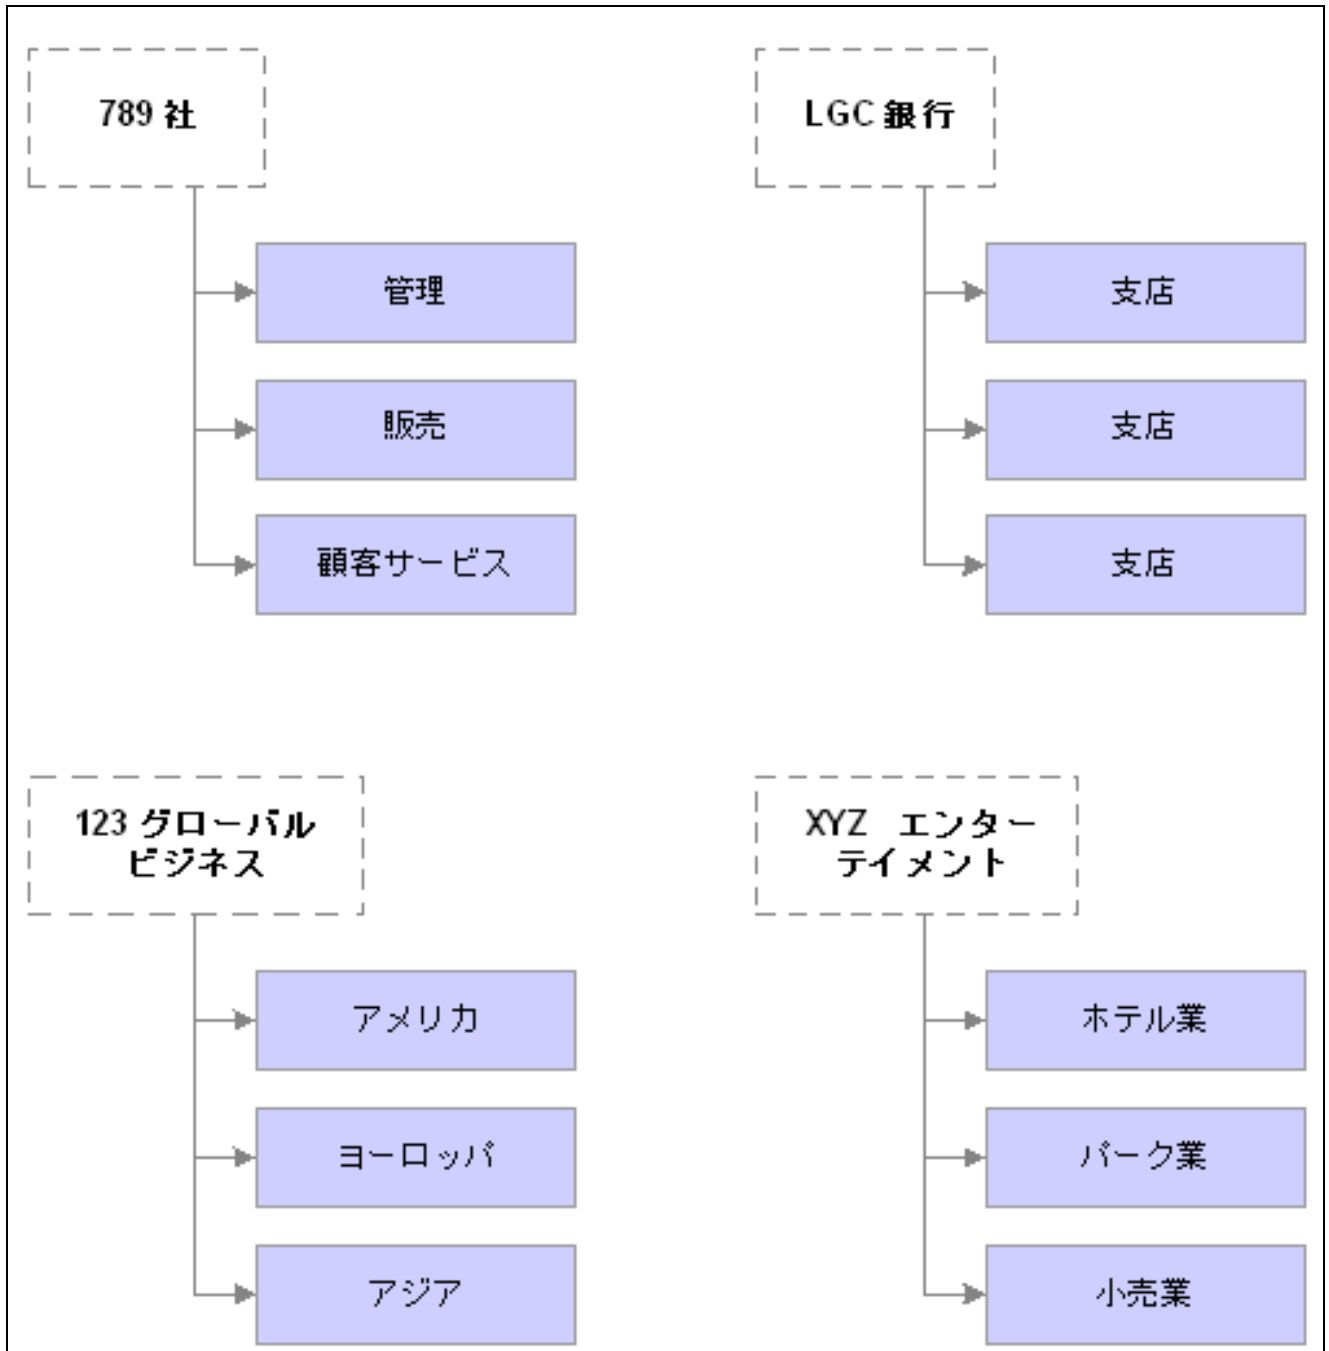 789 社
管理
販売
顧客サービス
LGC 銀行
支店
支店
支店
123 グローバル
ビジネス
アメリカ
ヨーロッパ
アジア
XYZ エンター
テイメント
ホテル業
パーク業
小売業